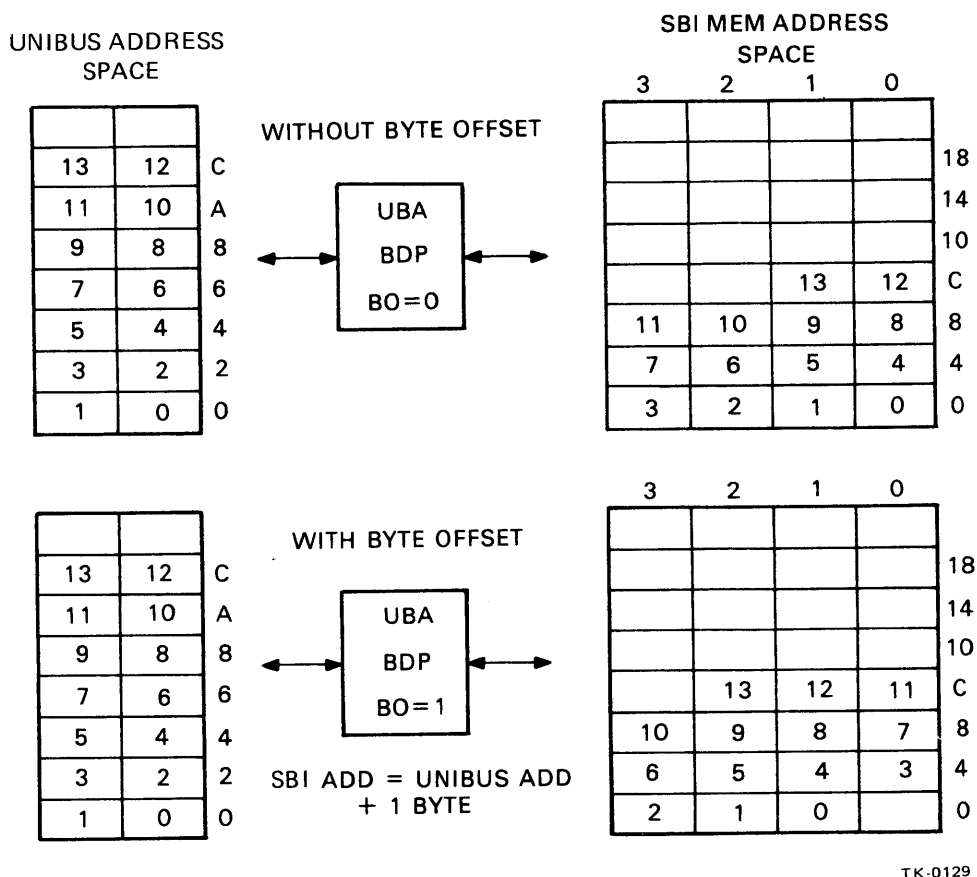 UNIBUS ADDRESS
SPACE
SBI MEM ADDRESS
SPACE
3 2 1 0
WITHOUT BYTE OFFSET
13 12 C
11 10 A
9 8 8
7 6 6
5 4 4
3 2 2
1 0 0
UBA
BDP
BO=0
18
14
10
13 12 C
11 10 9 8 8
7 6 5 4 4
3 2 1 0 0
WITH BYTE OFFSET
13 12 C
11 10 A
9 8 8
7 6 6
5 4 4
3 2 2
1 0 0
UBA
BDP
BO=1
SBI ADD = UNIBUS ADD
+ 1 BYTE
3 2 1 0
18
14
10
13 12 11 C
10 9 8 7 8
6 5 4 3 4
2 1 0 0
TK-0129